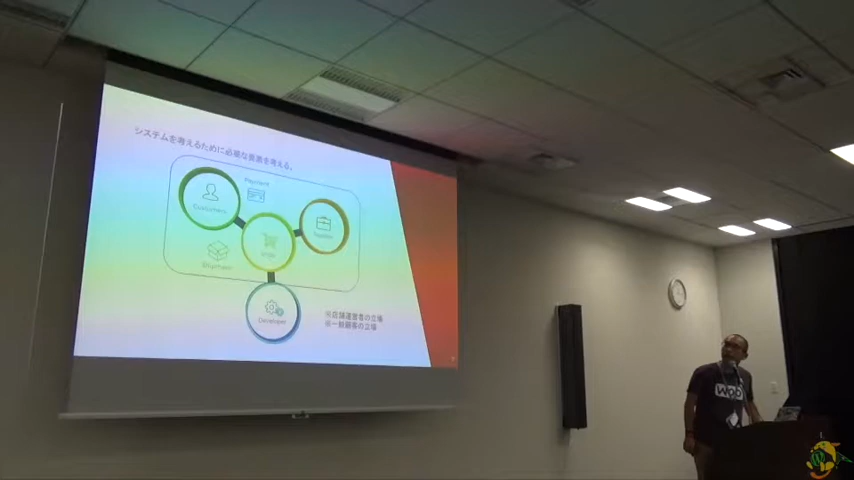 システムを考えるために必要な要素を考える。
Payment
Customers
Shop
Shipment
Developer
※店舗運営者の立場
※一般顧客の立場
woo